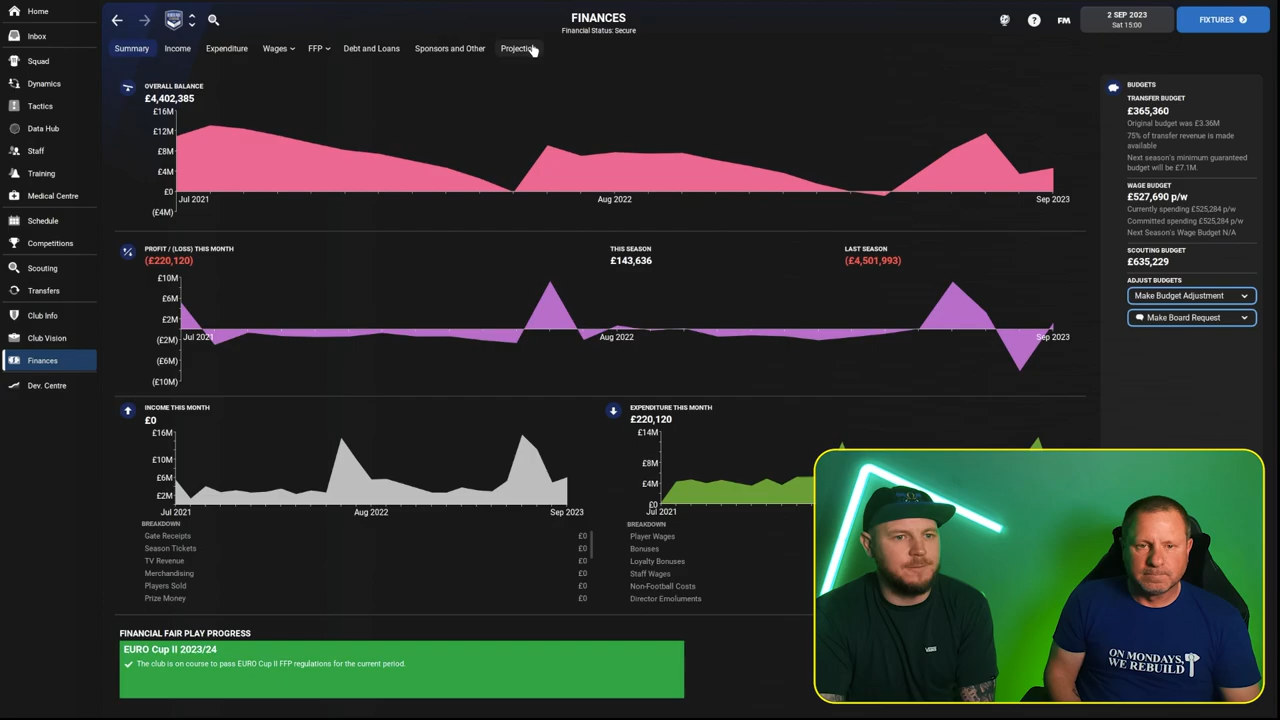 Home
Inbox
Squad
Dynamics
Tactics
Data Hub
Staff
Training
Medical Centre
Schedule
Competitions
Scouting
Transfers
Club Info
Club Vision
Finances
Dev. Centre
FINANCES
Financial Status: Secure
FM
2 SEP 2023
Sat 15:00
FIXTURES
Summary
Income
Expenditure
Wages
FFP
Debt and Loans
Sponsors and Other
OVERALL BALANCE
£4,402,385
£16M
£12M
£8M
£4M
£0
(£4M)
Jul 2021
Aug 2022
Sep 2023
PROFIT / (LOSS) THIS MONTH
(£220,120)
THIS SEASON
£143,636
LAST SEASON
(£4,501,993)
£10M
£6M
£2M
(£2M)
(£6M)
(£10M)
Jul 2021
Aug 2022
Sep 2023
INCOME THIS MONTH
£0
£16M
£10M
£6M
£2M
Jul 2021
Aug 2022
Sep 2023
BREAKDOWN
Gate Receipts £0
Season Tickets £0
TV Revenue £0
Merchandising £0
Players Sold £0
Prize Money £0
EXPENDITURE THIS MONTH
£220,120
£14M
£8M
£4M
£0
Jul 2021
BREAKDOWN
Player Wages
Bonuses
Loyalty Bonuses
Staff Wages
Non-Football Costs
Director Emoluments
FINANCIAL FAIR PLAY PROGRESS
EURO Cup II 2023/24
The club is on course to pass EURO Cup II FFP regulations for the current period.
BUDGETS
TRANSFER BUDGET
£365,360
Original budget was £3.36M
75% of transfer revenue is made
available
Next season's minimum guaranteed
budget will be £7.1M.
WAGE BUDGET
£527,690 p/w
Currently spending £525,284 p/w
Committed spending £525,284 p/w
Next Season's Wage Budget N/A
SCOUTING BUDGET
£635,229
ADJUST BUDGETS
Make Budget Adjustment
Make Board Request
VANS
ON MONDAYS,
WE REBUILD